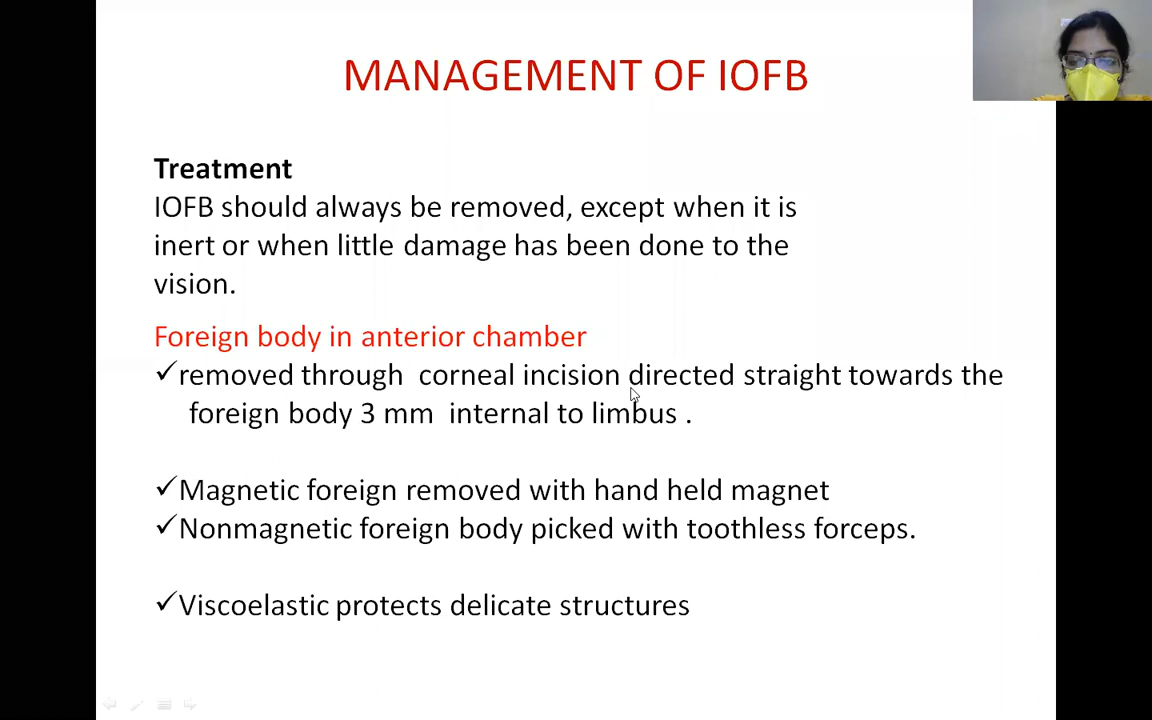 MANAGEMENT OF IOFB
Treatment
IOFB should always be removed, except when it is
inert or when little damage has been done to the
vision.
Foreign body in anterior chamber
✓removed through corneal incision directed straight towards the
foreign body 3 mm internal to limbus .
✓Magnetic foreign removed with hand held magnet
✓Nonmagnetic foreign body picked with toothless forceps.
✓Viscoelastic protects delicate structures